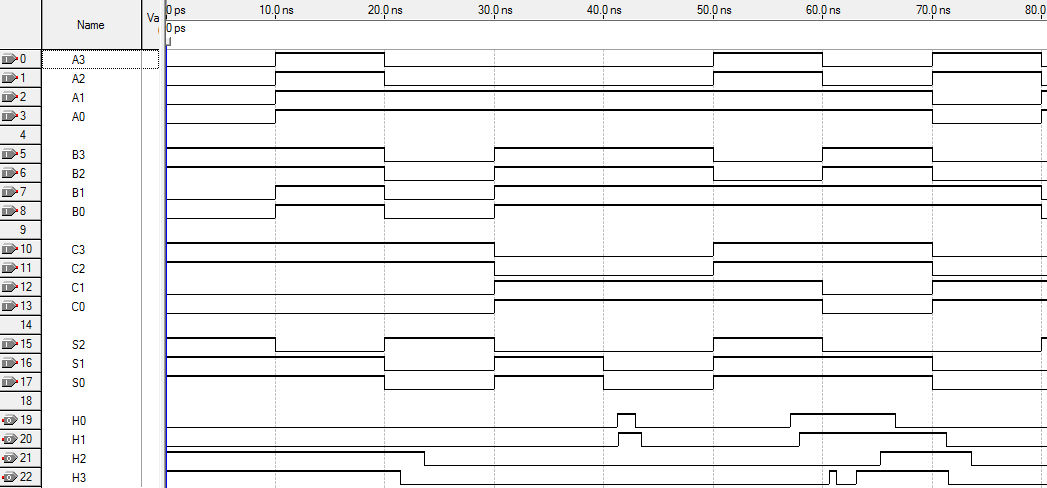 Va
Name
0 ps 10.0 ns 20.0 ns 30.0 ns 40.0 ns 50.0 ns 60.0 ns 70.0 ns 80.0
0 ps
0 A3
1 A2
2 A1
3 A0
4
5 B3
6 B2
7 B1
8 B0
9
10 C3
11 C2
12 C1
13 C0
14
15 S2
16 S1
17 S0
18
19 H0
20 H1
21 H2
22 H3